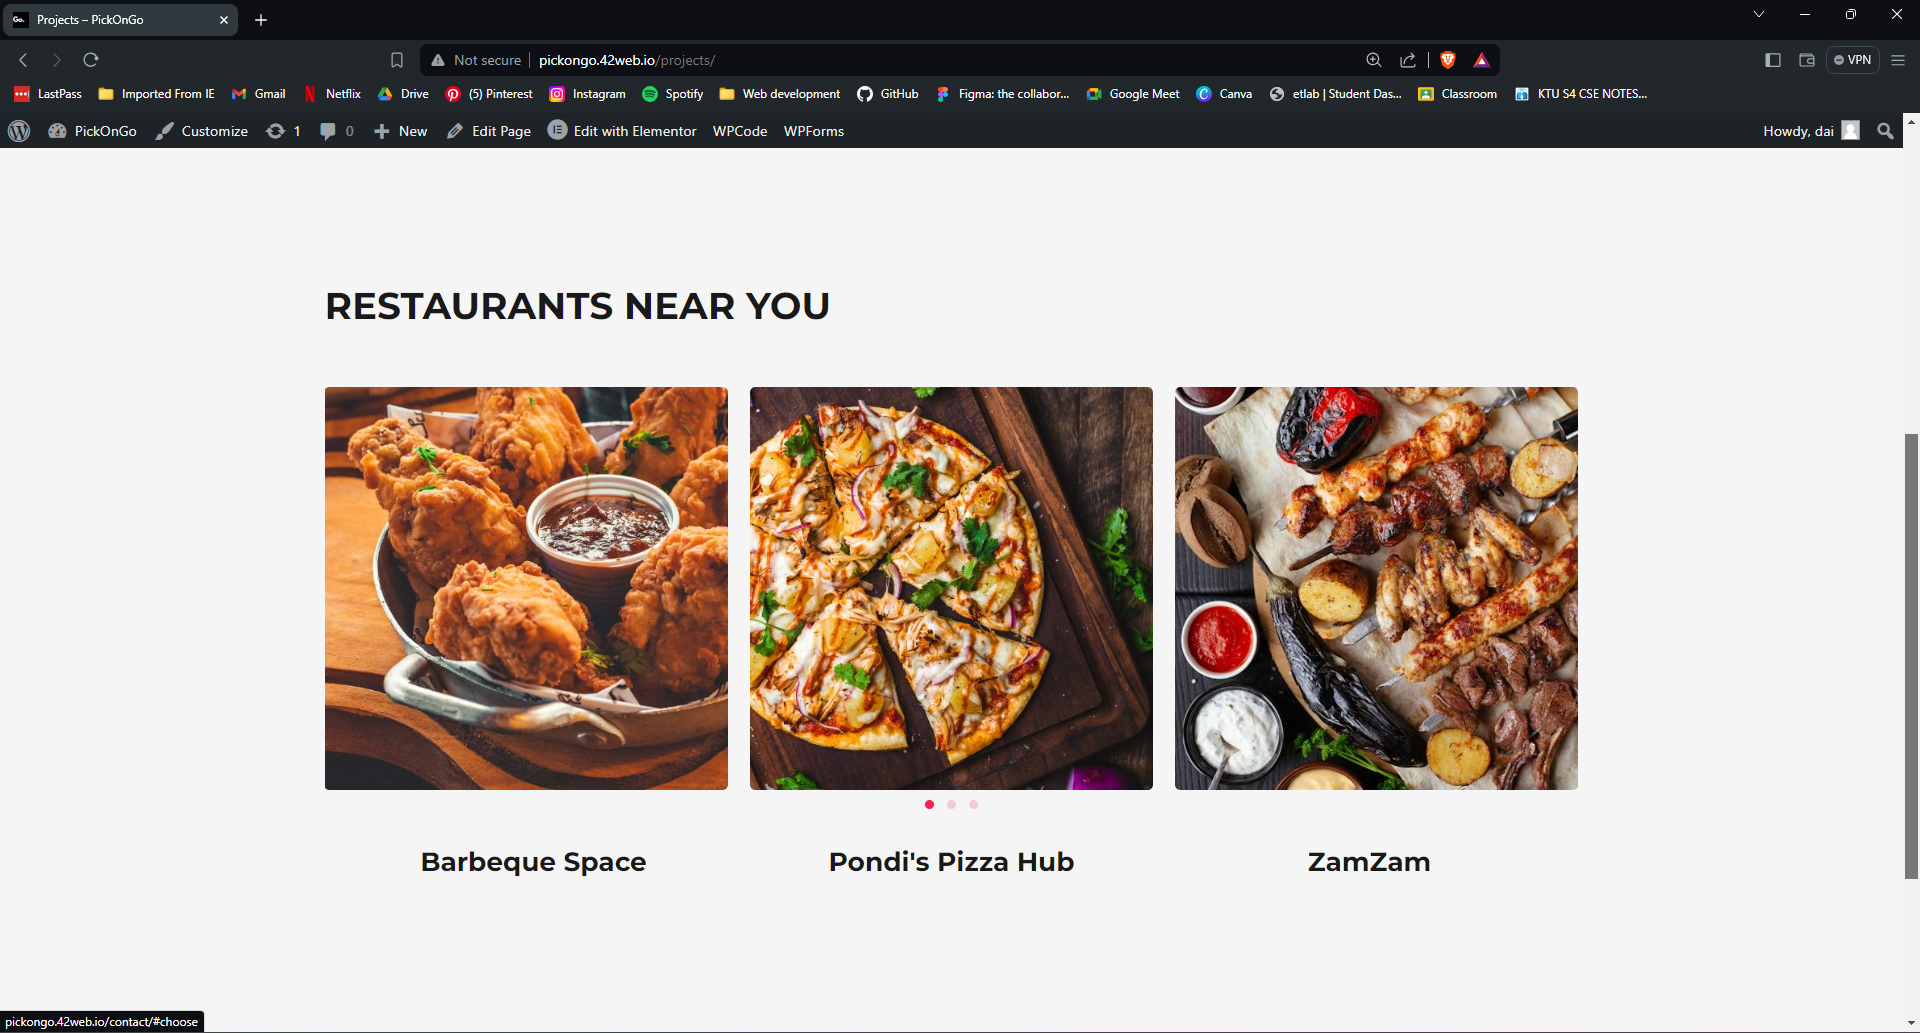 Go. Projects – PickOnGo
Not secure pickongo.42web.io/projects/ VPN
LastPass Imported From IE Gmail Netflix Drive (5) Pinterest Instagram Spotify Web development GitHub Figma: the collabor... Google Meet Canva etlab | Student Das... Classroom KTU S4 CSE NOTES...
PickOnGo Customize 1 0 New Edit Page Edit with Elementor WPCode WPForms Howdy, dai
RESTAURANTS NEAR YOU
Barbeque Space Pondi's Pizza Hub ZamZam
pickongo.42web.io/contact/#choose